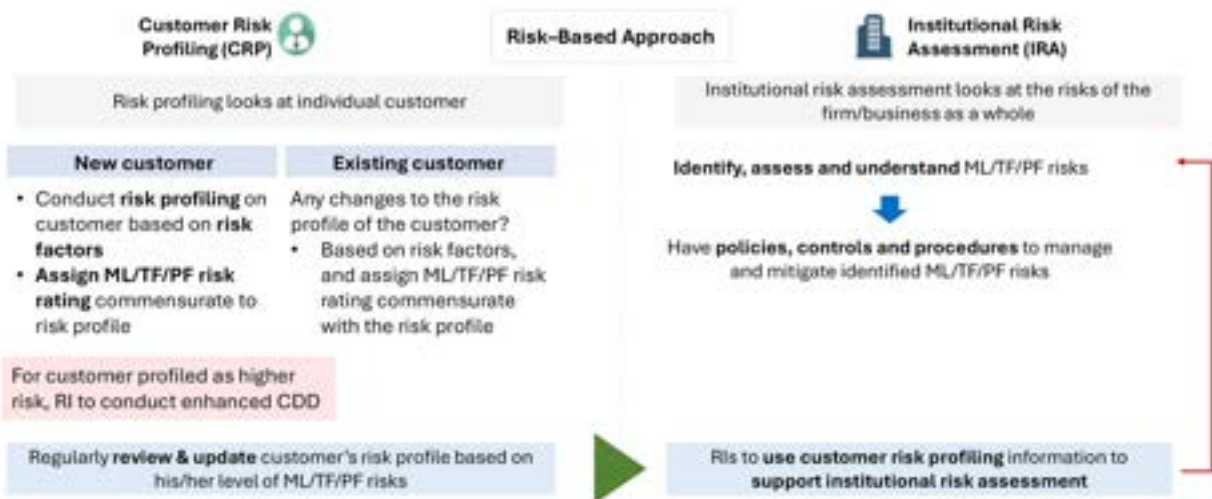 Customer Risk
Profiling (CRP)
Risk–Based Approach
Institutional Risk
Assessment (IRA)
Risk profiling looks at individual customer
Institutional risk assessment looks at the risks of the
firm/business as a whole
New customer
• Conduct risk profiling on
customer based on risk
factors
• Assign ML/TF/PF risk
rating commensurate to
risk profile
Existing customer
Any changes to the risk
profile of the customer?
• Based on risk factors,
and assign ML/TF/PF risk
rating commensurate
with the risk profile
For customer profiled as higher
risk, RI to conduct enhanced CDD
Regularly review & update customer's risk profile based on
his/her level of ML/TF/PF risks
Identify, assess and understand ML/TF/PF risks
Have policies, controls and procedures to manage
and mitigate identified ML/TF/PF risks
RIs to use customer risk profiling information to
support institutional risk assessment